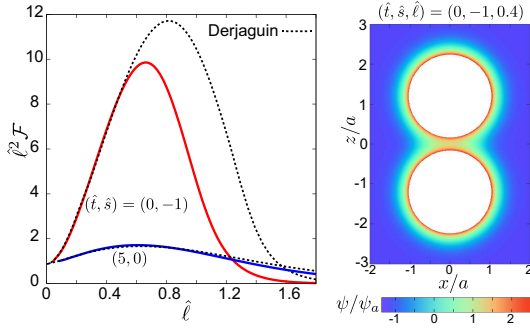 12
10
8
6
4
2
0
0 0.4 0.8 1.2 1.6
ℓ̂²ℱ
ℓ̂
Derjaguin
(t̂, ŝ) = (0, −1)
(5, 0)
(t̂, ŝ, ℓ̂) = (0, −1, 0.4)
3
2
1
0
-1
-2
-3
z/a
-2 -1 0 1 2
x/a
ψ/ψₐ
-1 0 1 2